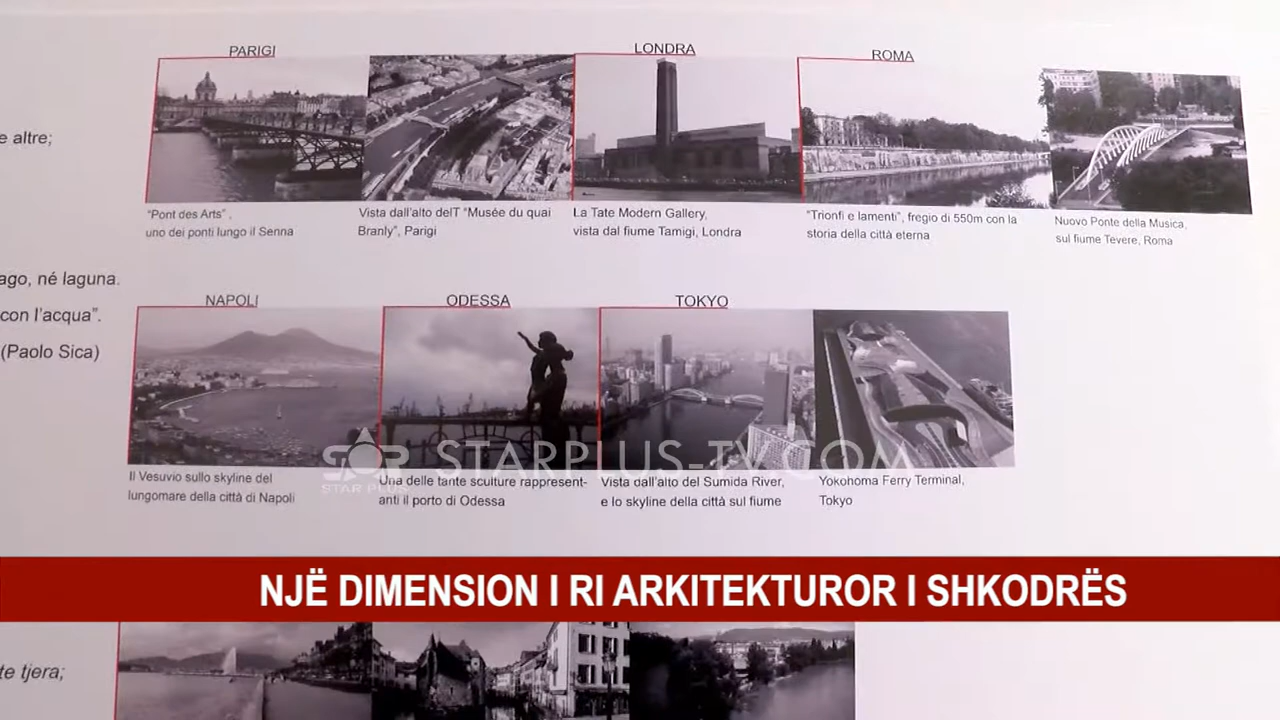 PARIGI
LONDRA
ROMA
e altre;
"Pont des Arts" ,
uno dei ponti lungo il Senna
Vista dall'alto delT "Musée du quai
Branly", Parigi
La Tate Modern Gallery,
vista dal fiume Tamigi, Londra
"Trionfi e lamenti", fregio di 550m con la
storia della città eterna
Nuovo Ponte della Musica,
sul fiume Tevere, Roma
ago, né laguna.
con l'acqua".
(Paolo Sica)
NAPOLI
ODESSA
TOKYO
Il Vesuvio sullo skyline del
lungomare della città di Napoli
Una delle tante sculture rappresent-
anti il porto di Odessa
Vista dall'alto del Sumida River,
e lo skyline della città sul fiume
Yokohoma Ferry Terminal,
Tokyo
STAR PLUS
STARPLUS-TV.COM
NJË DIMENSION I RI ARKITEKTUROR I SHKODRËS
te tjera;